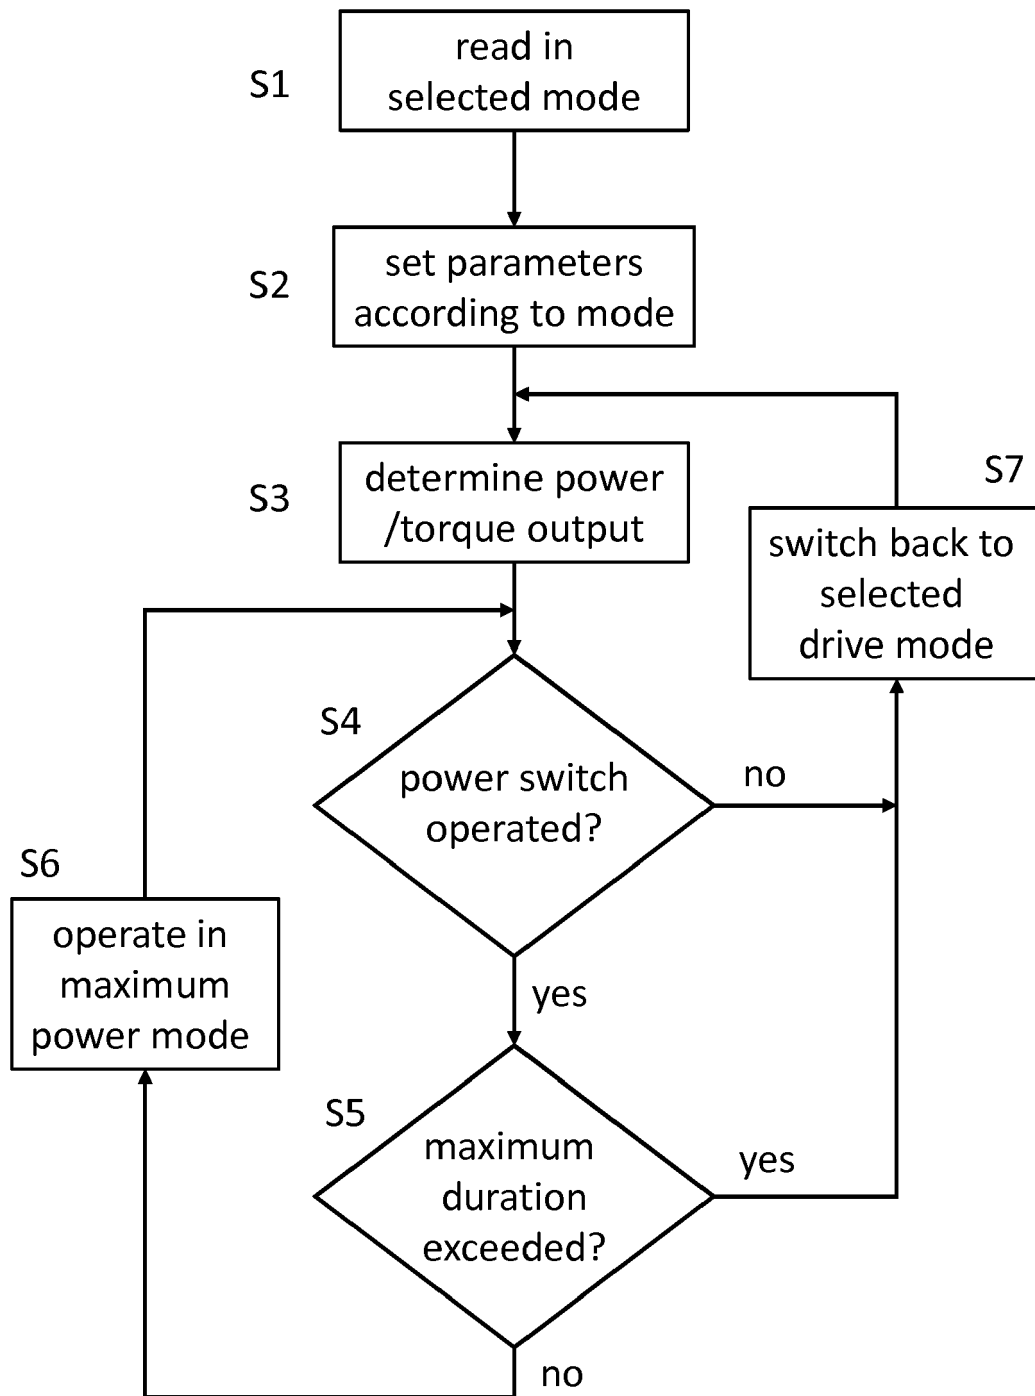 S1
read in
selected mode
S2
set parameters
according to mode
S3
determine power
/torque output
S7
switch back to
selected
drive mode
S4
power switch
operated?
no
yes
S6
operate in
maximum
power mode
S5
maximum
duration
exceeded?
yes
no